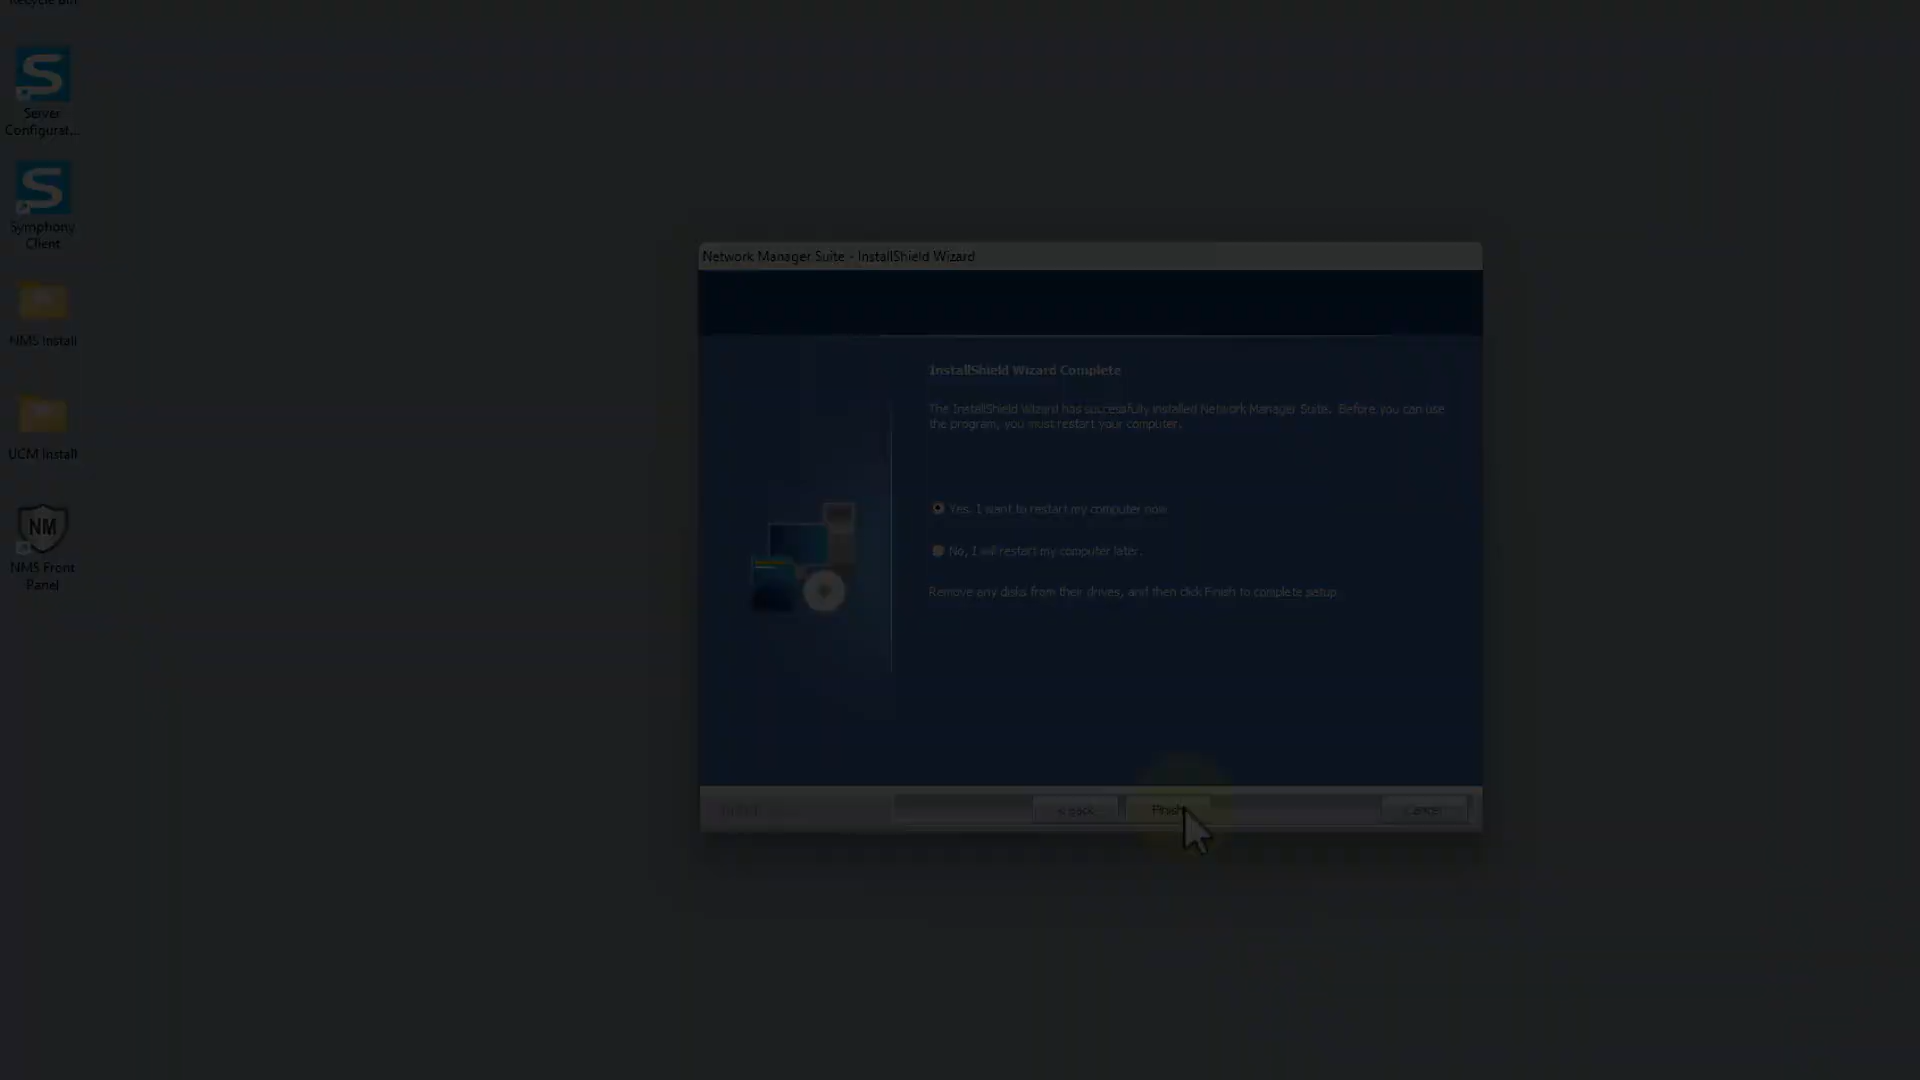 Recycle Bin
Server
Configurat...
Symphony
Client
NMS Install
UCM Install
NM
NMS Front
Panel
Network Manager Suite - InstallShield Wizard
InstallShield Wizard Complete
The InstallShield Wizard has successfully installed Network Manager Suite. Before you can use
the program, you must restart your computer.
Yes, I want to restart my computer now.
No, I will restart my computer later.
Remove any disks from their drives, and then click Finish to complete setup.
< Back
Finish
Cancel